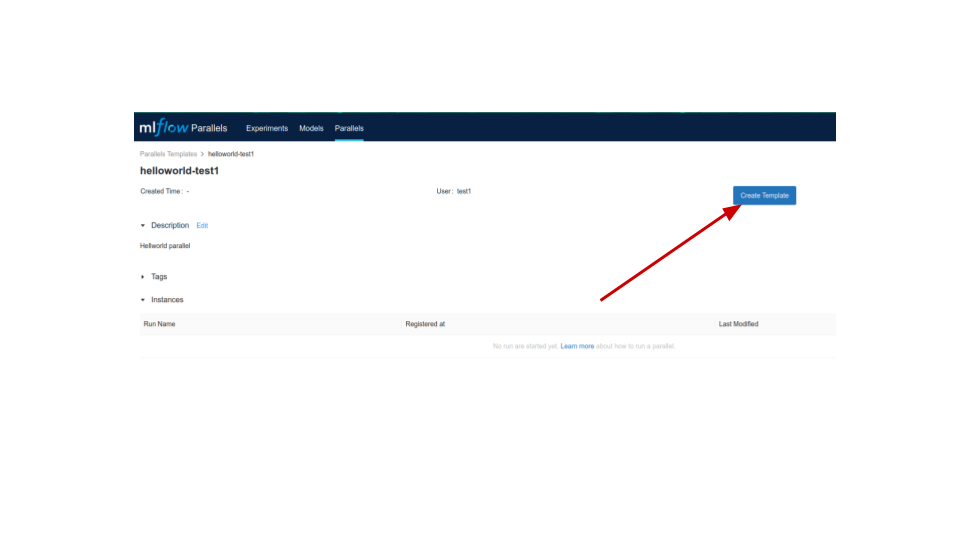 mlflow Parallels Experiments Models Parallels
Parallels Templates > helloworld-test1
helloworld-test1
Created Time : - User : test1
Create Template
Description Edit
Hellworld parallel
Tags
Instances
Run Name Registered at Last Modified
No run are started yet. Learn more about how to run a parallel.